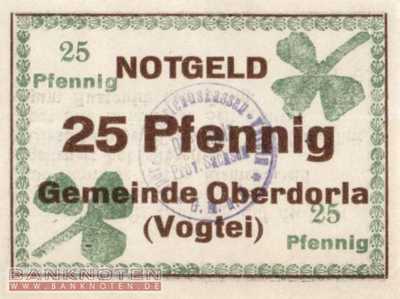 25
Pfennig
NOTGELD
25 Pfennig
Gemeinde Oberdorla
(Vogtei)
25
Pfennig
BANKNOTEN
WWW.BANKNOTEN.DE